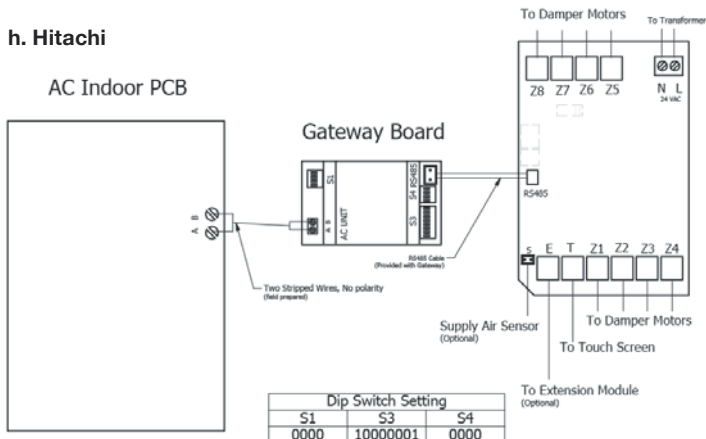 h. Hitachi
To Damper Motors
To Transformer
AC Indoor PCB
Z8 Z7 Z6 Z5
N L
24 VAC
Gateway Board
S1
AC UNIT
A B
RS485
S4
S3
RS485
B
A
RS485 Cable
(Provided with Gateway)
S E T Z1 Z2 Z3 Z4
Two Stripped Wires, No polarity
(field prepared)
Supply Air Sensor
(Optional)
To Damper Motors
To Touch Screen
To Extension Module
(Optional)
Dip Switch Setting
S1 S3 S4
0000 10000001 0000